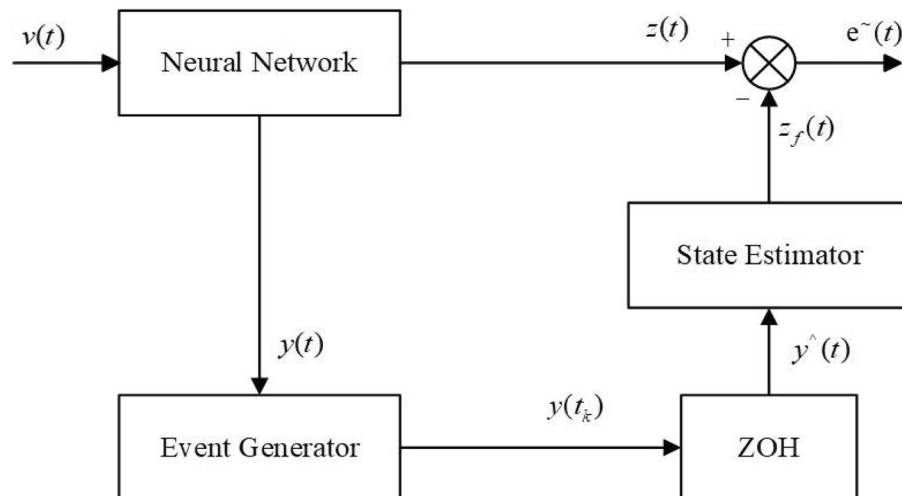 v(t)
z(t)
+
e˜(t)
Neural Network
−
z_f(t)
State Estimator
y(t)
y^(t)
y(t_k)
Event Generator
ZOH